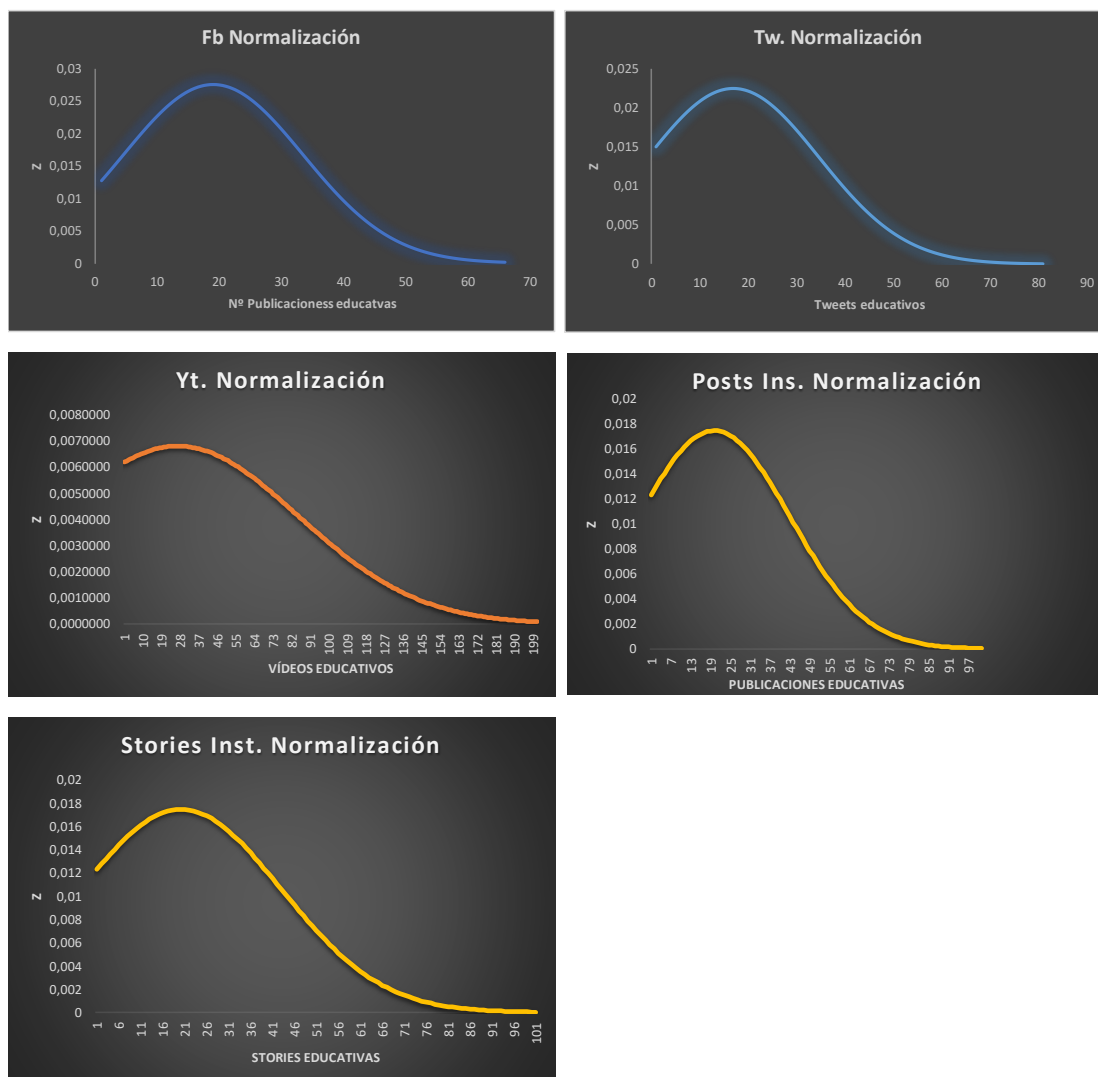 Fb Normalización
0,03
0,025
0,02
0,015
0,01
0,005
0
Z
0 10 20 30 40 50 60 70
Nº Publicacioness educatvas
Tw. Normalización
0,025
0,02
0,015
0,01
0,005
0
Z
0 10 20 30 40 50 60 70 80 90
Tweets educativos
Yt. Normalización
0,0080000
0,0070000
0,0060000
0,0050000
0,0040000
0,0030000
0,0020000
0,0010000
0,0000000
Z
1 10 19 28 37 46 55 64 73 82 91 100 109 118 127 136 145 154 163 172 181 190 199
VÍDEOS EDUCATIVOS
Posts Ins. Normalización
0,02
0,018
0,016
0,014
0,012
0,01
0,008
0,006
0,004
0,002
0
Z
1 7 13 19 25 31 37 43 49 55 61 67 73 79 85 91 97
PUBLICACIONES EDUCATIVAS
Stories Inst. Normalización
0,02
0,018
0,016
0,014
0,012
0,01
0,008
0,006
0,004
0,002
0
Z
1 6 11 16 21 26 31 36 41 46 51 56 61 66 71 76 81 86 91 96 101
STORIES EDUCATIVAS